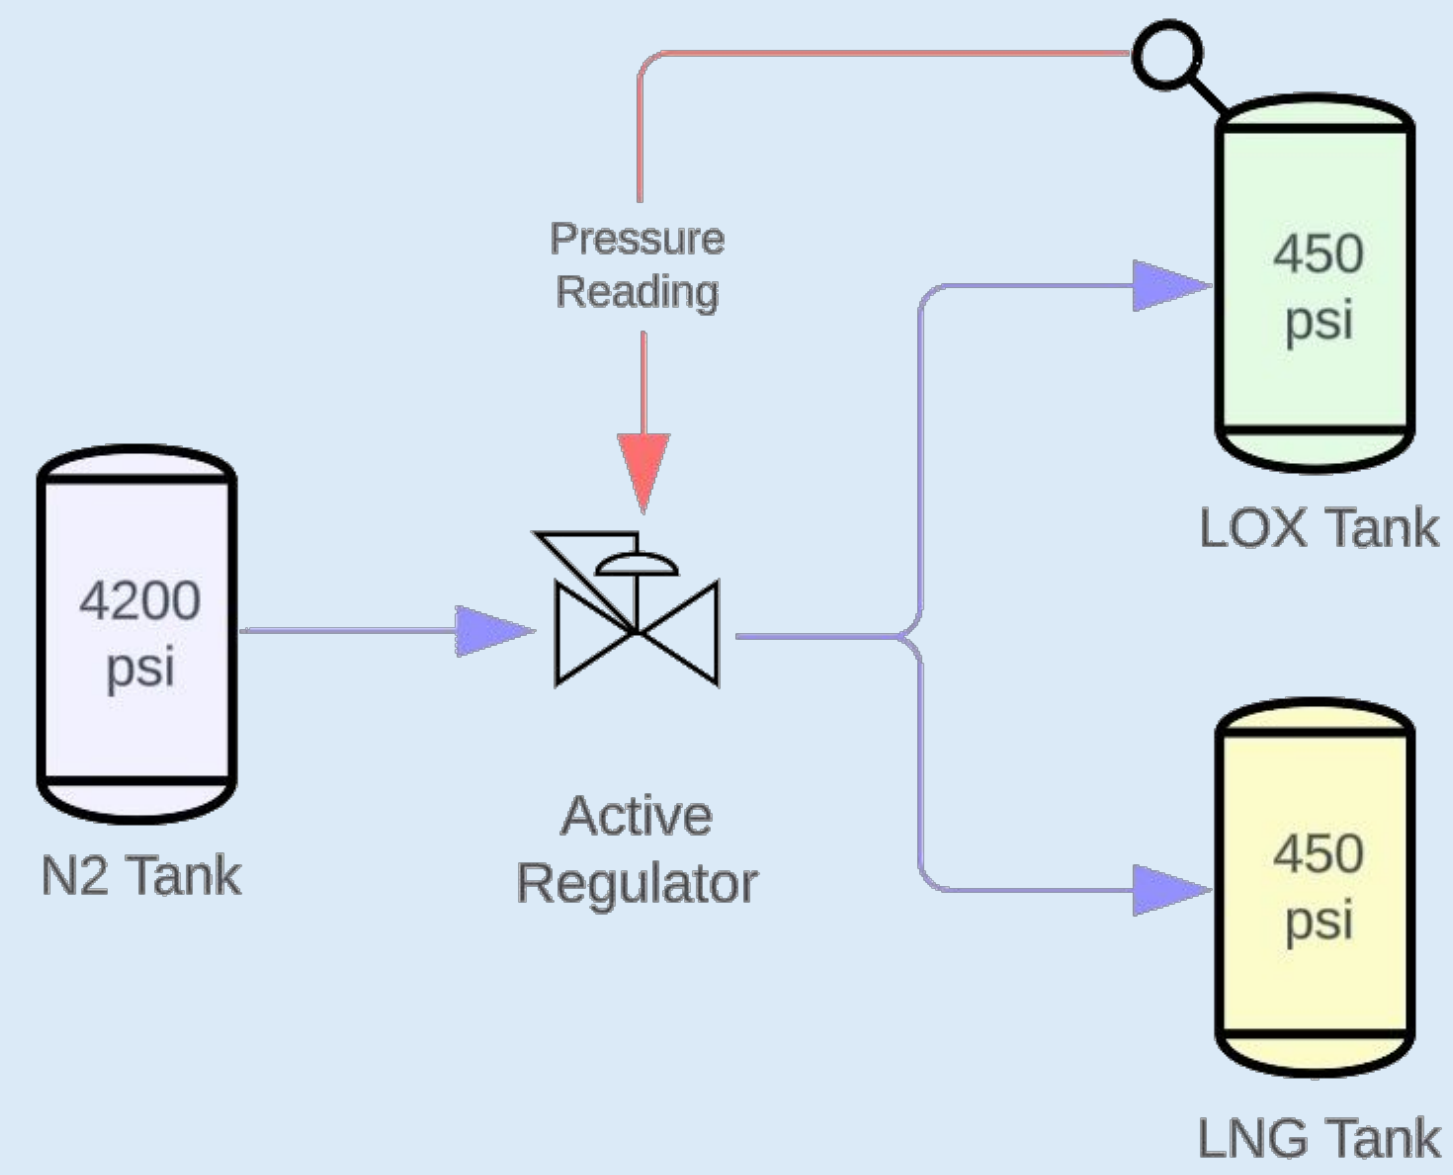 Pressure
Reading
450
psi
LOX Tank
4200
psi
N2 Tank
Active
Regulator
450
psi
LNG Tank